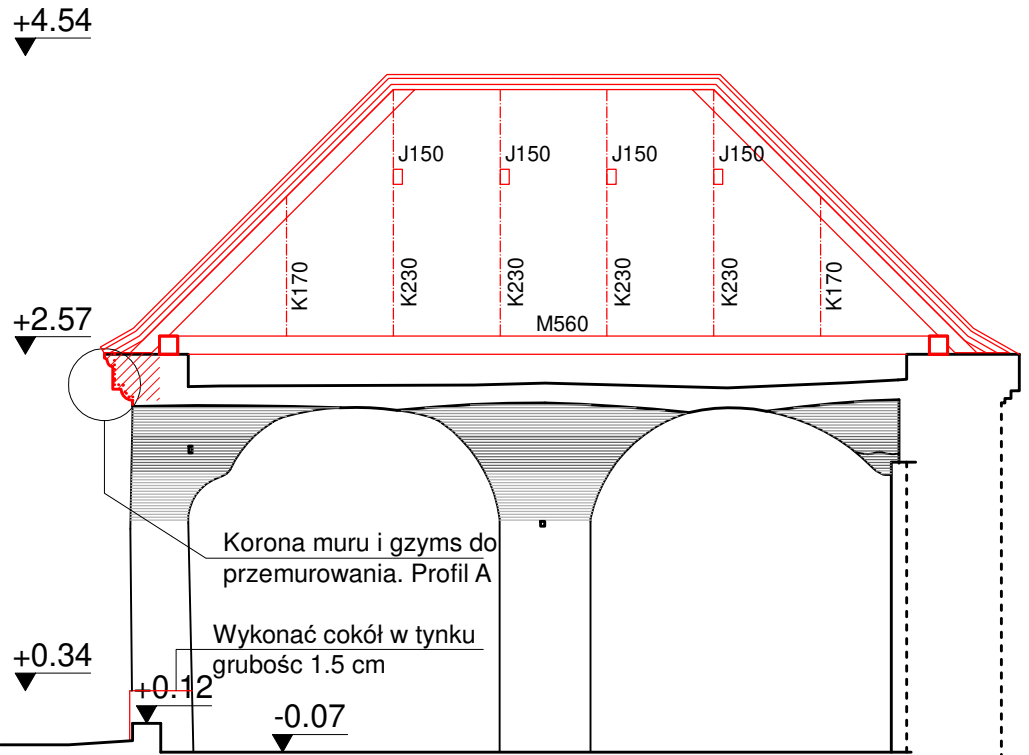 +4.54
J150
J150
J150
J150
K170
K230
K230
K230
K230
K170
+2.57
M560
Korona muru i gzyms do
przemurowania. Profil A
Wykonać cokół w tynku
grubośc 1.5 cm
+0.34
+0.12
-0.07